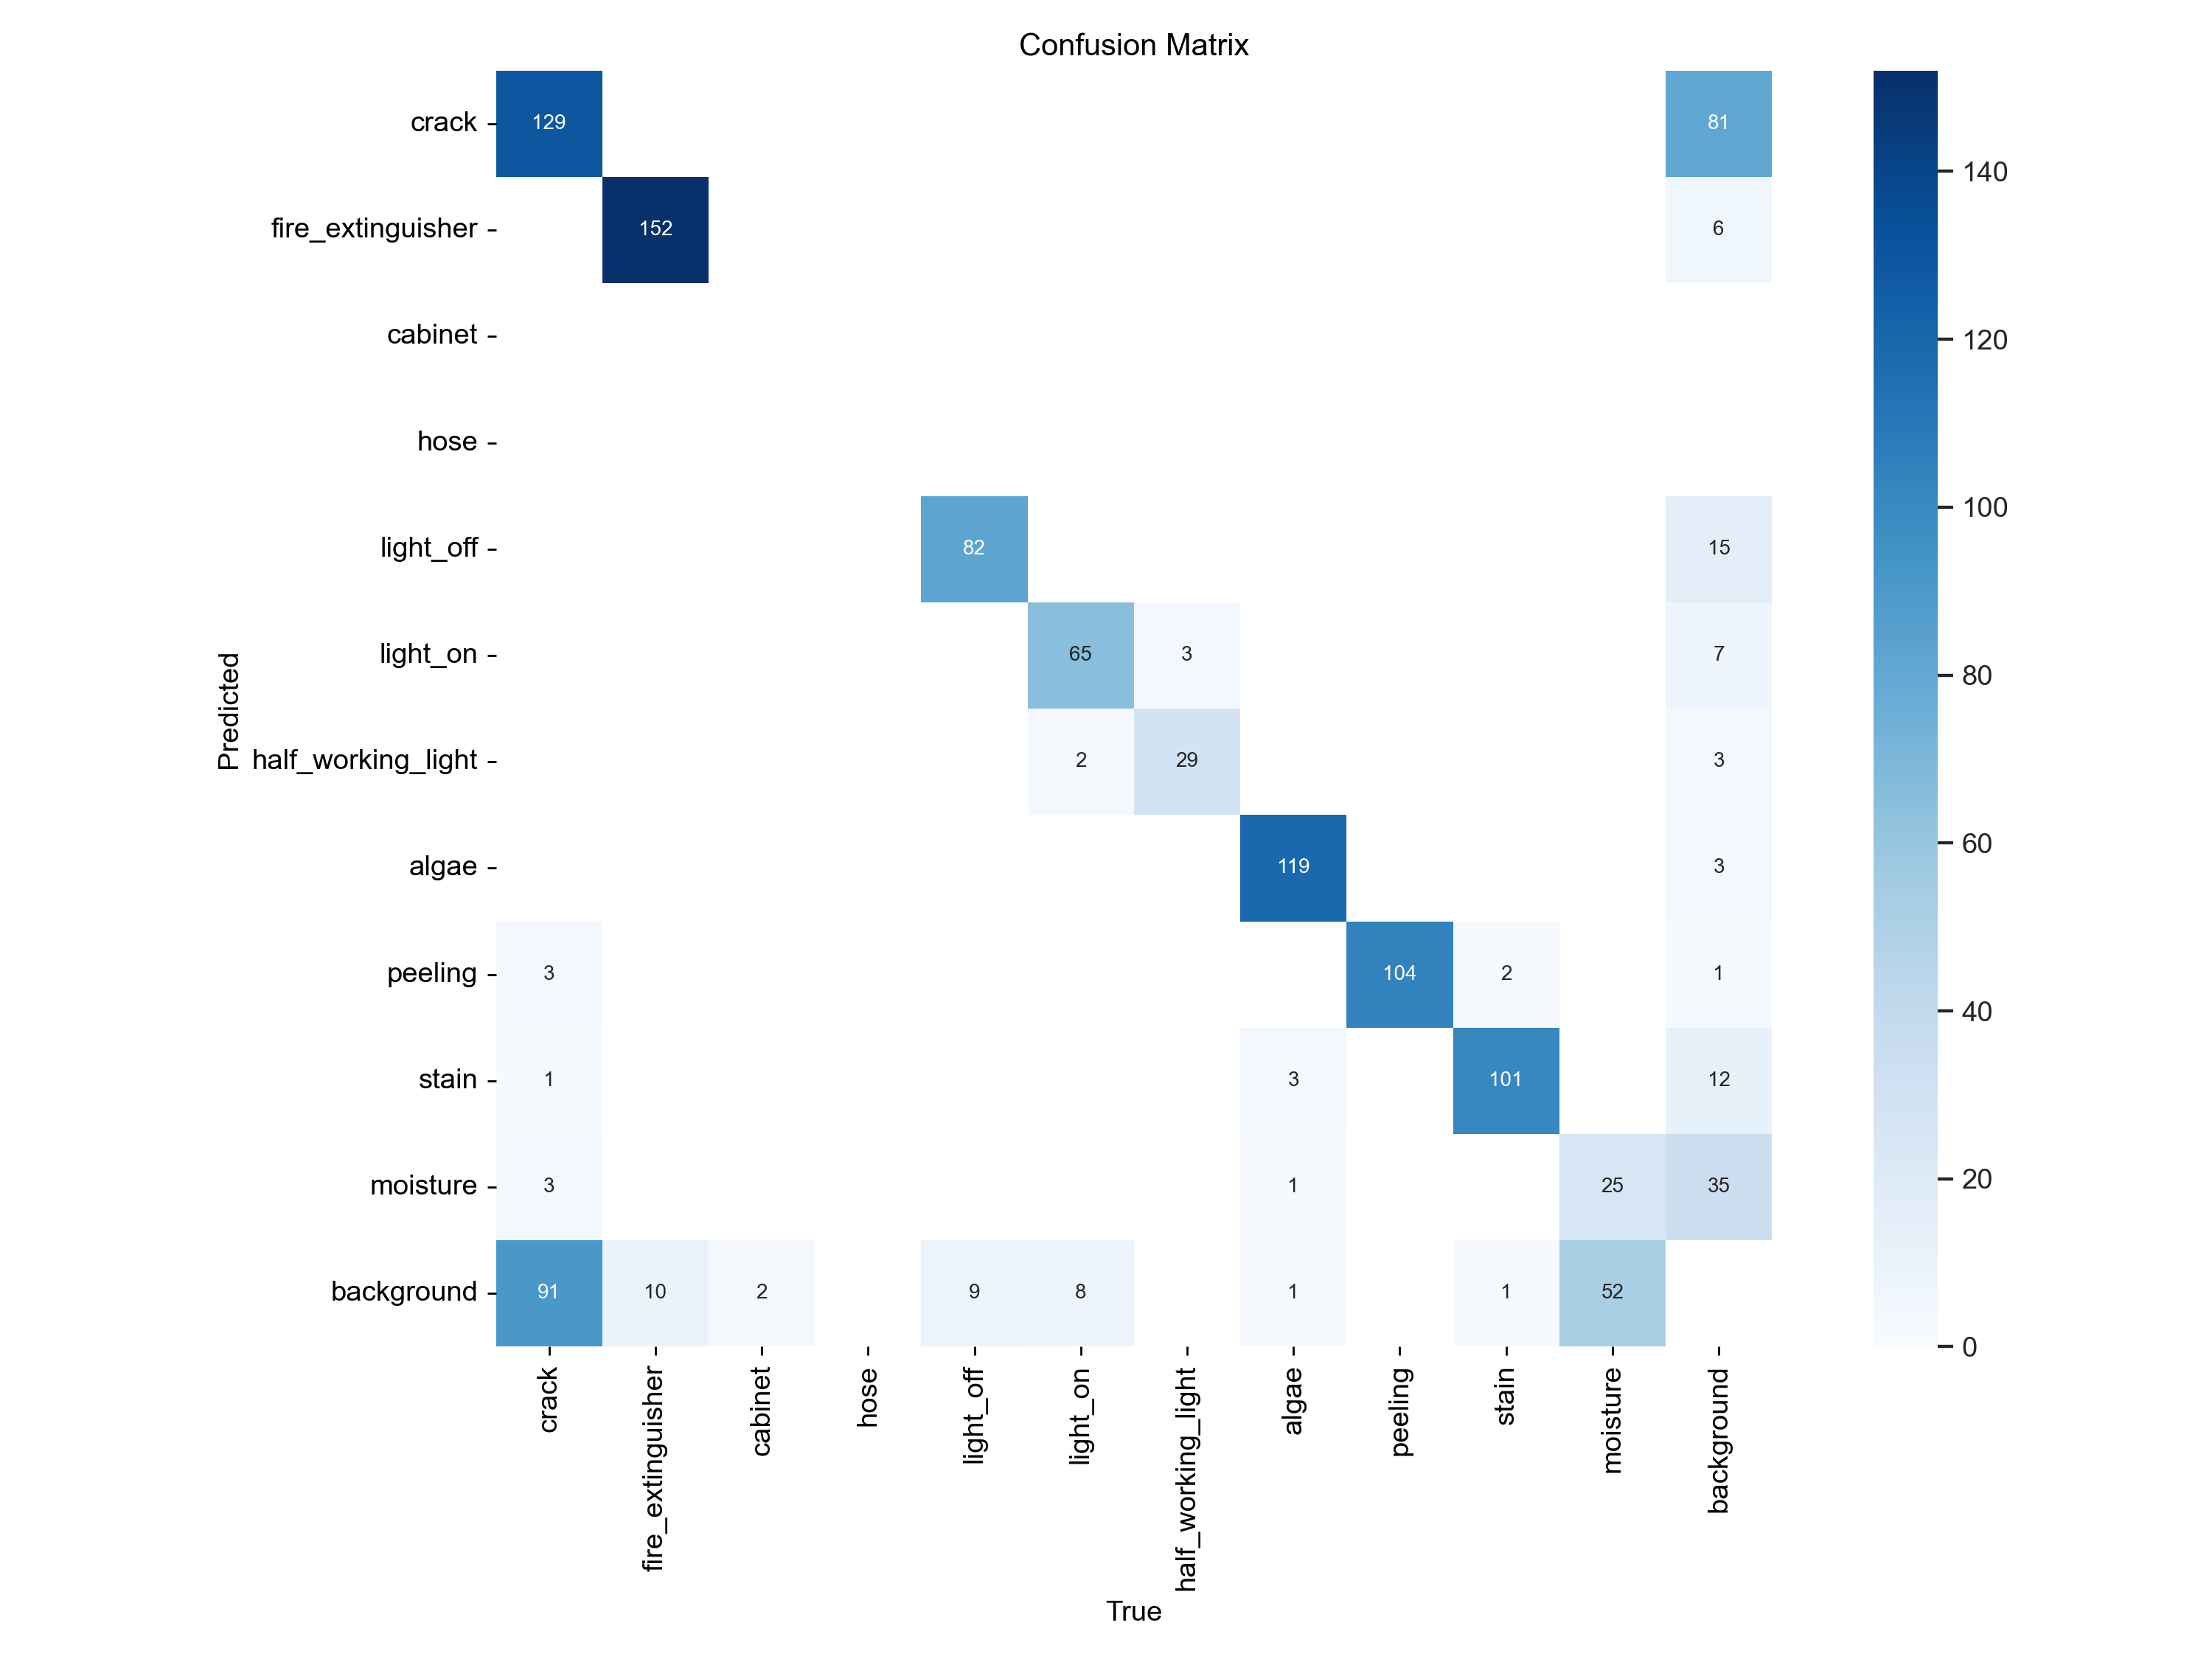 Confusion Matrix
crack 129 81
fire_extinguisher 152 6
cabinet
hose
light_off 82 15
light_on 65 3 7
half_working_light 2 29 3
algae 119 3
peeling 3 104 2 1
stain 1 3 101 12
moisture 3 1 25 35
background 91 10 2 9 8 1 1 52
Predicted
crack
fire_extinguisher
cabinet
hose
light_off
light_on
half_working_light
algae
peeling
stain
moisture
background
True
140
120
100
80
60
40
20
0